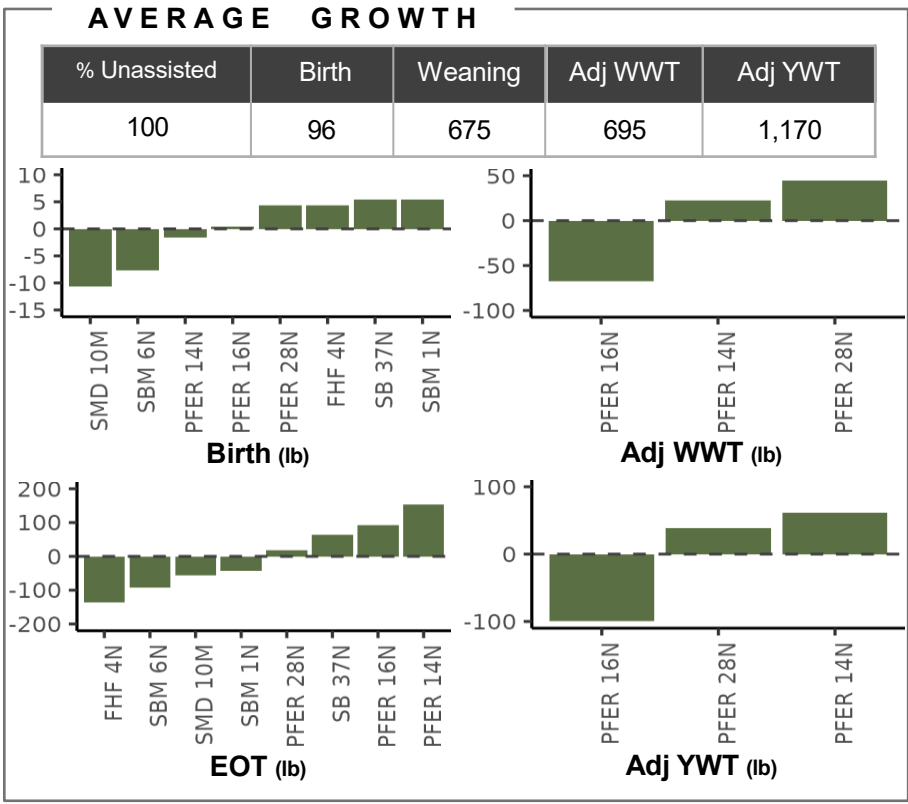 AVERAGE GROWTH
% Unassisted Birth Weaning Adj WWT Adj YWT
100 96 675 695 1,170
10
5
0
-5
-10
-15
SMD 10M
SBM 6N
PFER 14N
PFER 16N
PFER 28N
FHF 4N
SB 37N
SBM 1N
Birth (lb)
50
0
-50
-100
PFER 16N
PFER 14N
PFER 28N
Adj WWT (lb)
200
100
0
-100
-200
FHF 4N
SBM 6N
SMD 10M
SBM 1N
PFER 28N
SB 37N
PFER 16N
PFER 14N
EOT (lb)
100
0
-100
PFER 16N
PFER 28N
PFER 14N
Adj YWT (lb)